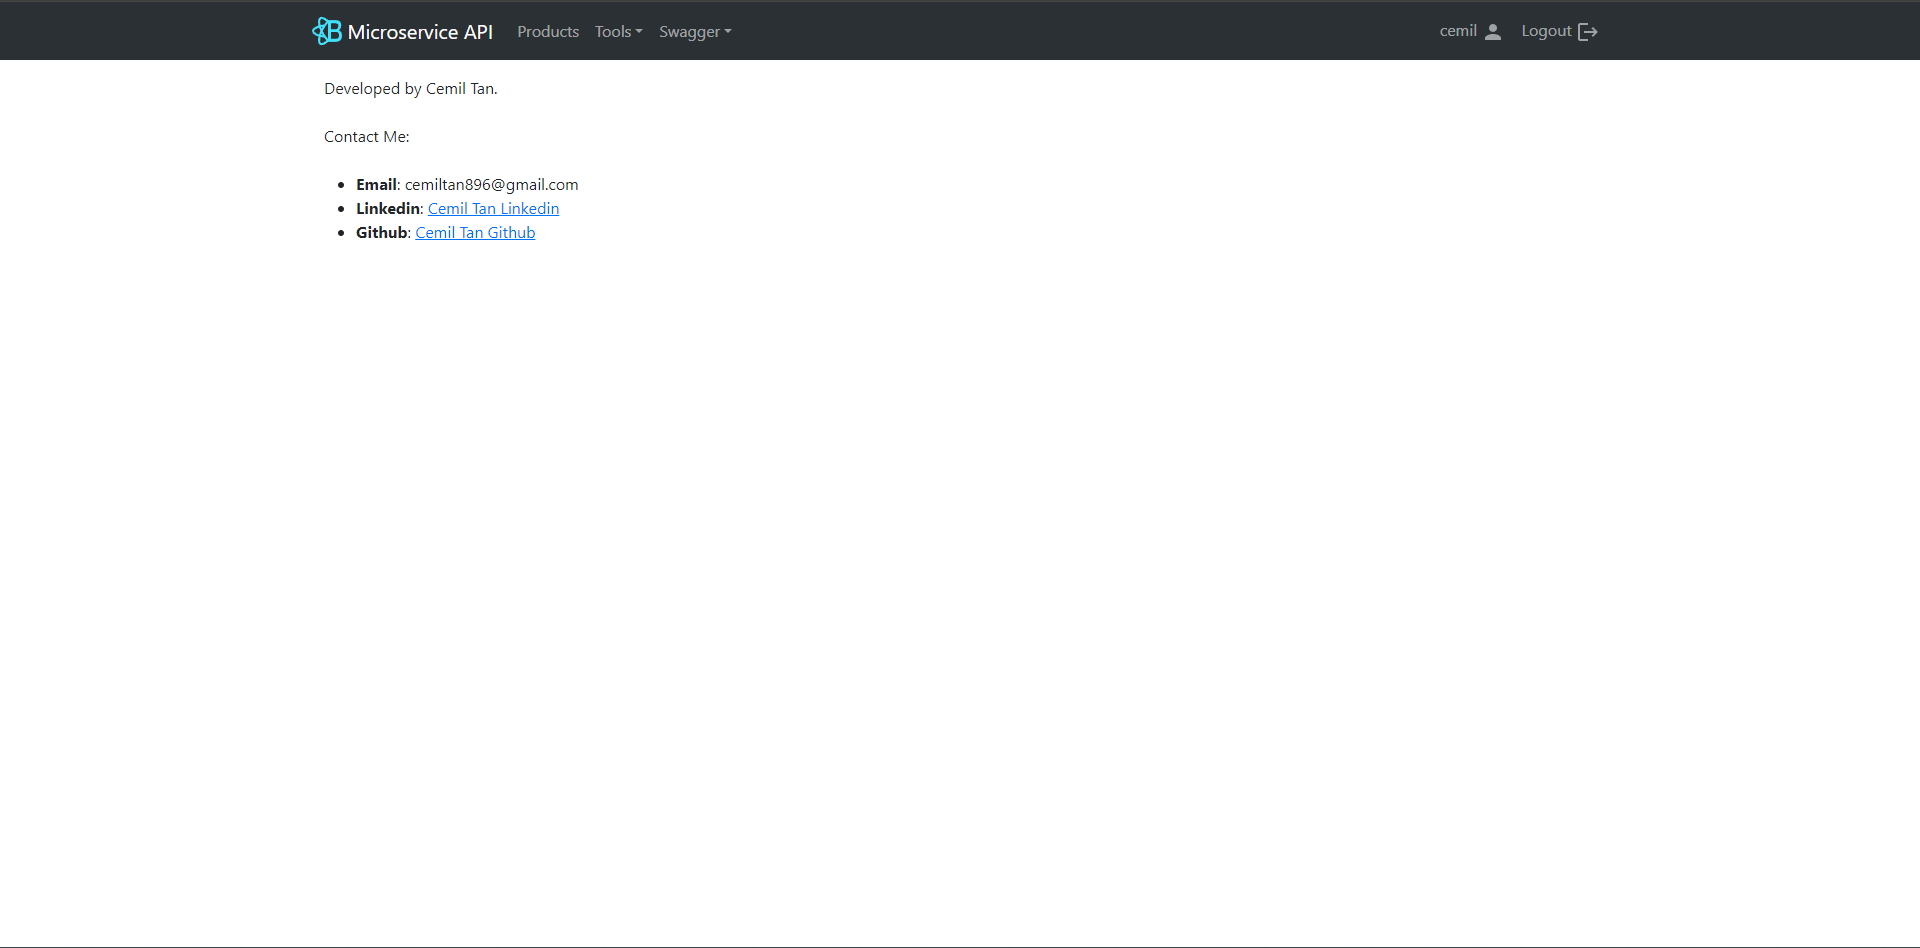 Microservice API Products Tools Swagger cemil Logout
Developed by Cemil Tan.
Contact Me:
Email: cemiltan896@gmail.com
Linkedin: Cemil Tan Linkedin
Github: Cemil Tan Github